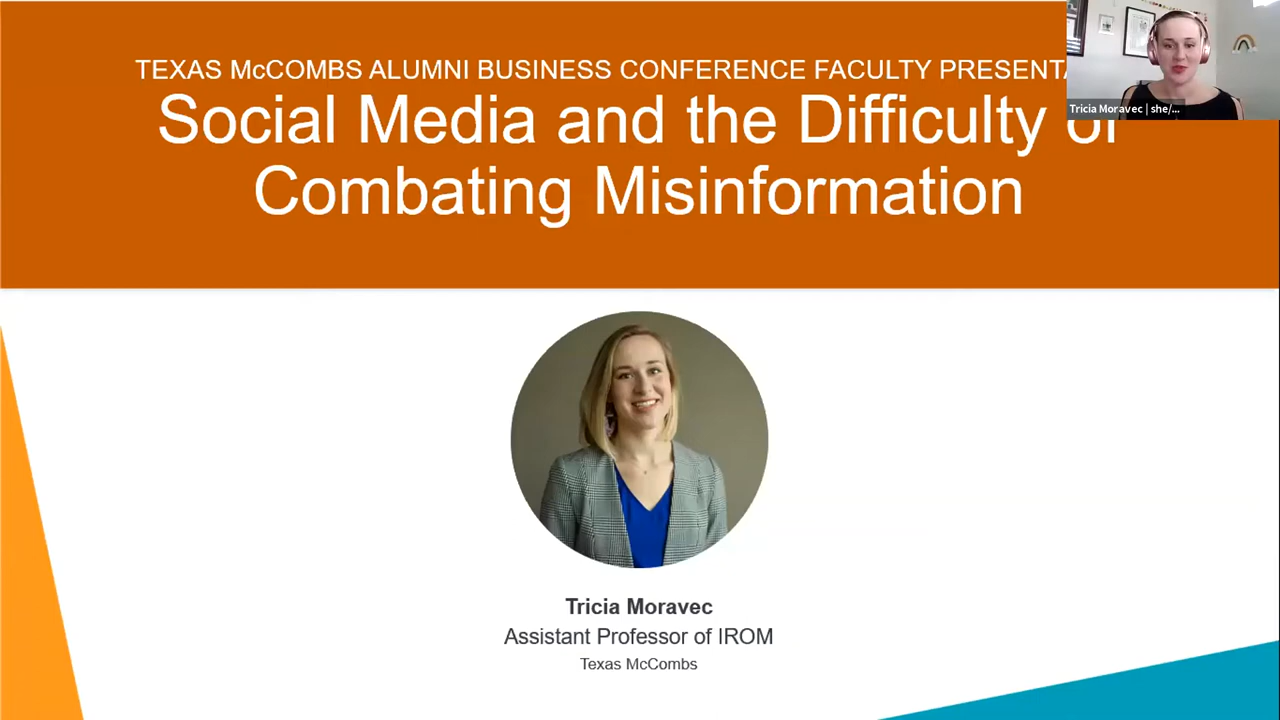 TEXAS McCOMBS ALUMNI BUSINESS CONFERENCE FACULTY
Social Media and the Difficulty of
Combating Misinformation
Tricia Moravec | she/...
Tricia Moravec
Assistant Professor of IROM
Texas McCombs